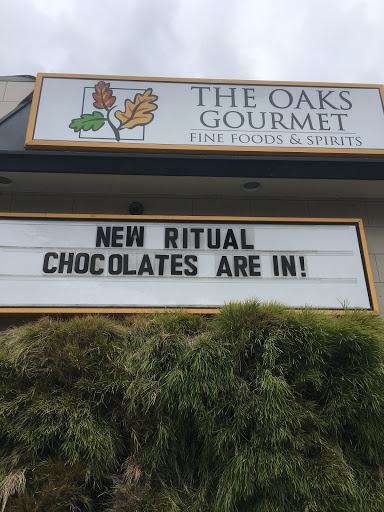 THE OAKS
GOURMET
FINE FOODS & SPIRITS
NEW RITUAL
CHOCOLATES ARE IN!